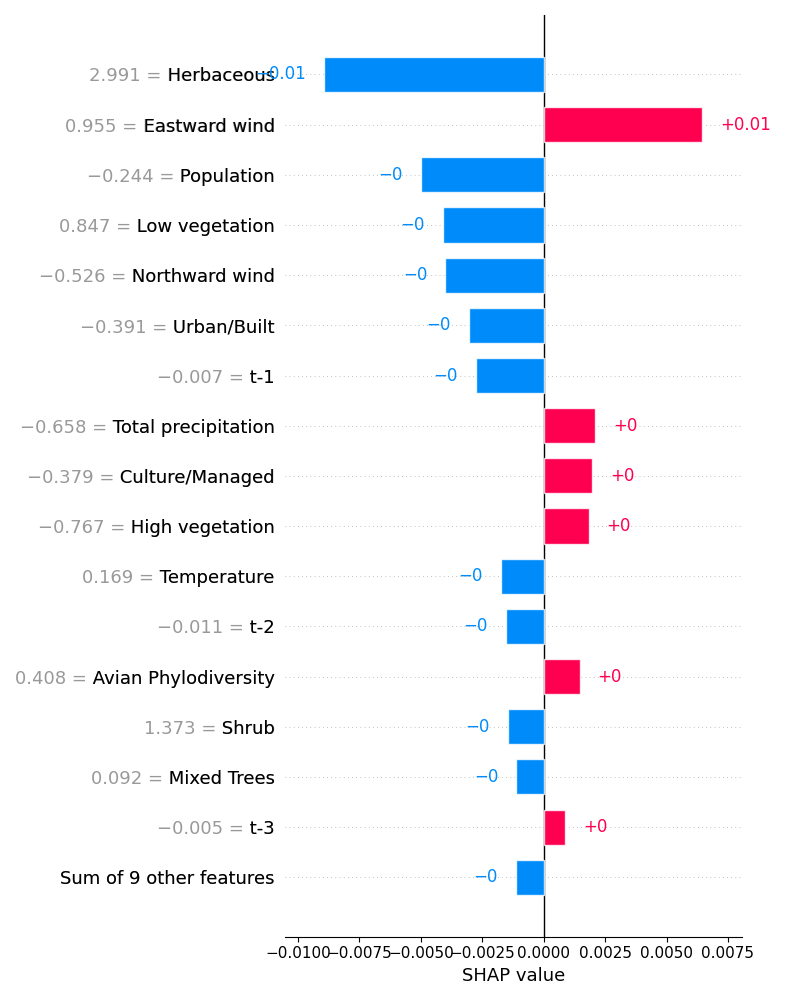 2.991 = Herbaceous −0.01
0.955 = Eastward wind +0.01
−0.244 = Population −0
0.847 = Low vegetation −0
−0.526 = Northward wind −0
−0.391 = Urban/Built −0
−0.007 = t-1 −0
−0.658 = Total precipitation +0
−0.379 = Culture/Managed +0
−0.767 = High vegetation +0
0.169 = Temperature −0
−0.011 = t-2 −0
0.408 = Avian Phylodiversity +0
1.373 = Shrub −0
0.092 = Mixed Trees −0
−0.005 = t-3 +0
Sum of 9 other features −0
−0.0100 −0.0075 −0.0050 −0.0025 0.0000 0.0025 0.0050 0.0075
SHAP value